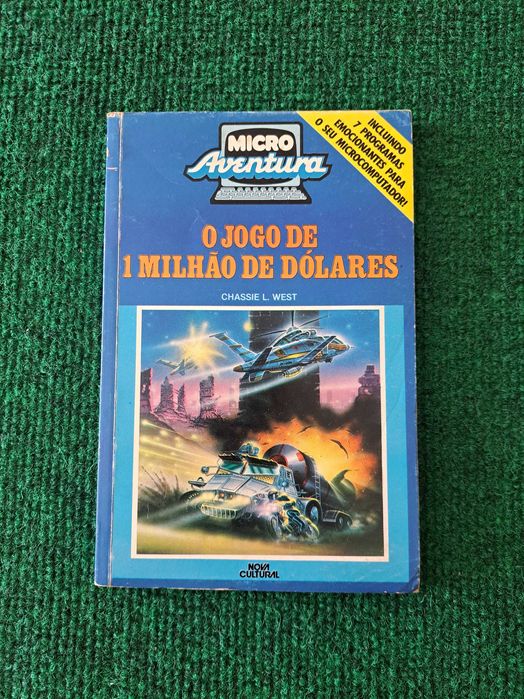 MICRO
Aventura
INCLUINDO
7 PROGRAMAS
EMOCIONANTES PARA
O SEU MICROCOMPUTADOR!
O JOGO DE
1 MILHÃO DE DÓLARES
CHASSIE L. WEST
NOVA
CULTURAL